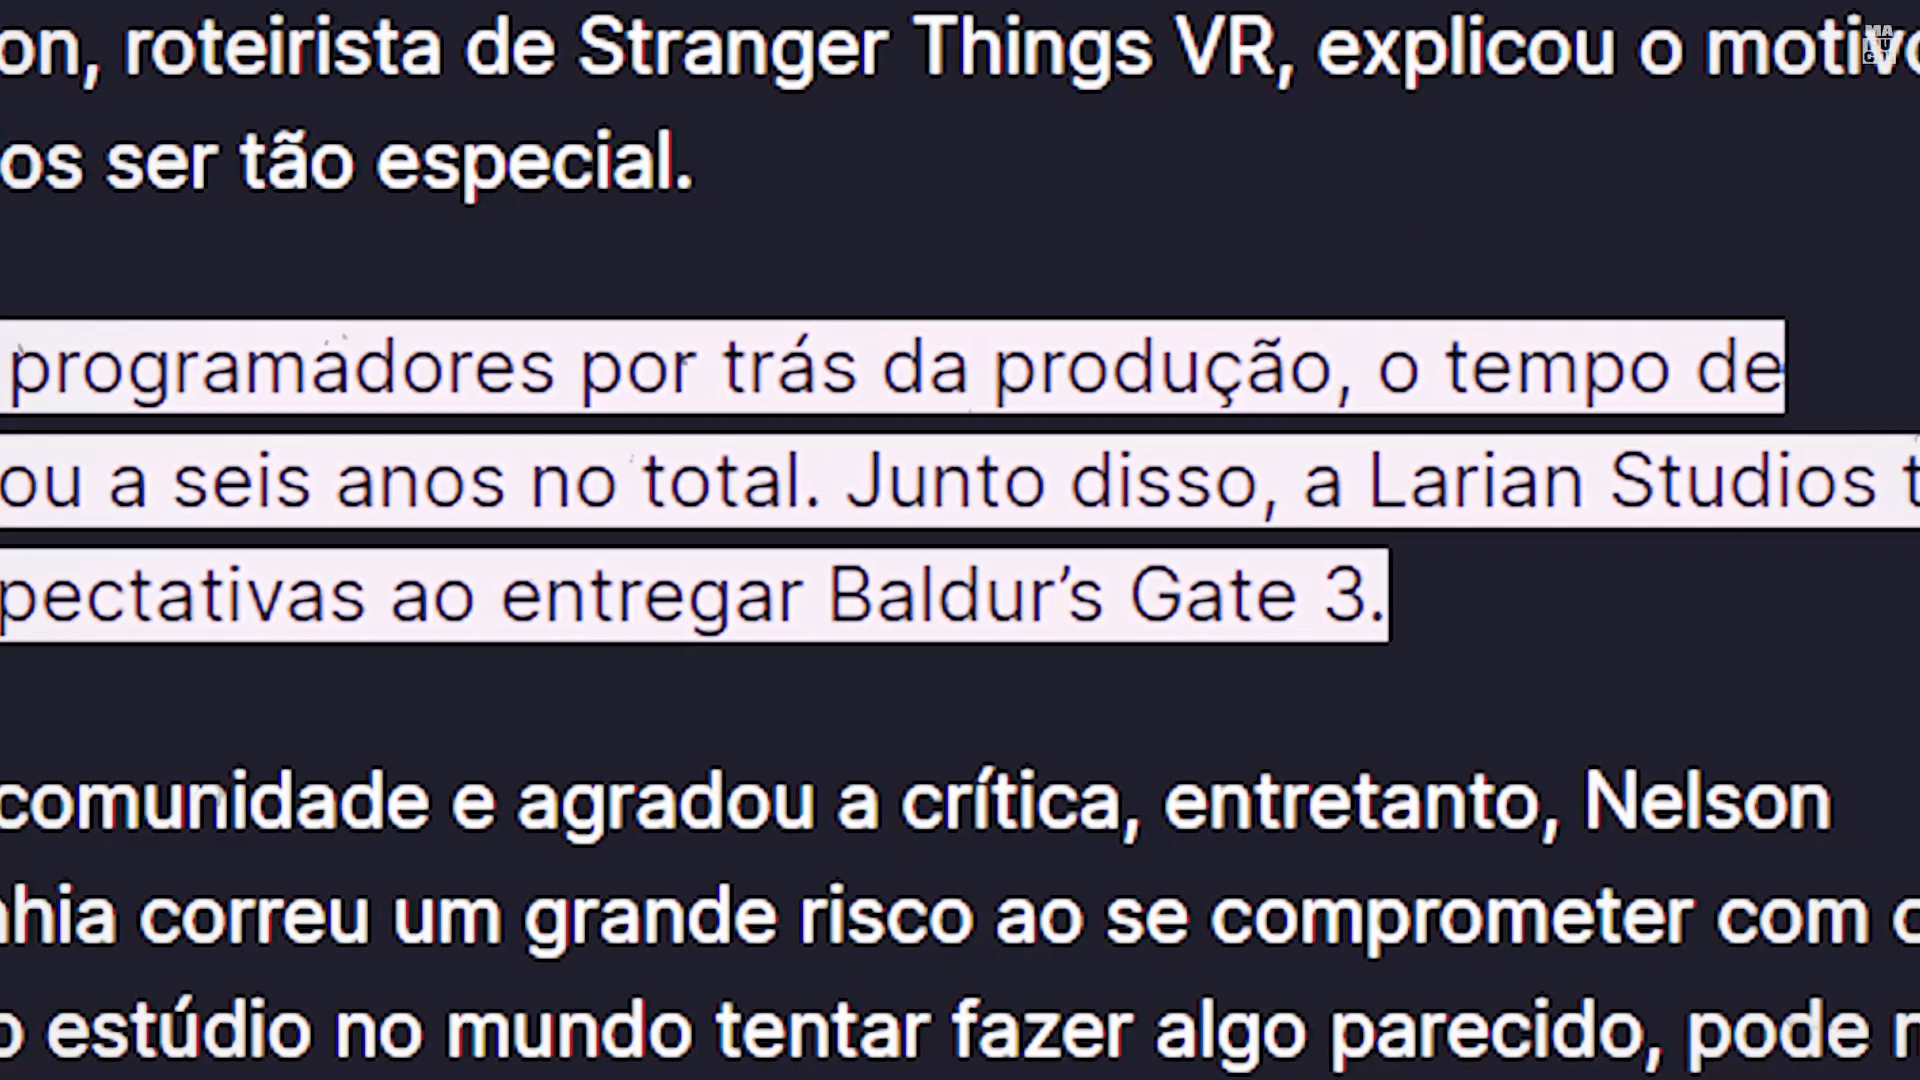 on, roteirista de Stranger Things VR, explicou o motivo
os ser tão especial.
programadores por trás da produção, o tempo de
ou a seis anos no total. Junto disso, a Larian Studios t
pectativas ao entregar Baldur’s Gate 3.
comunidade e agradou a crítica, entretanto, Nelson
nhia correu um grande risco ao se comprometer com o
o estúdio no mundo tentar fazer algo parecido, pode